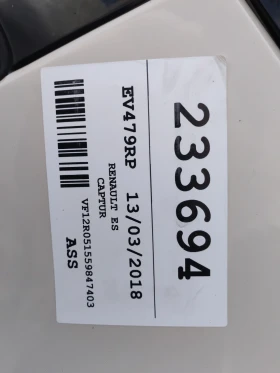 233694
EV479RP 13/03/2018
RENAULT ES
CAPTUR
VF12R051559847403
ASS